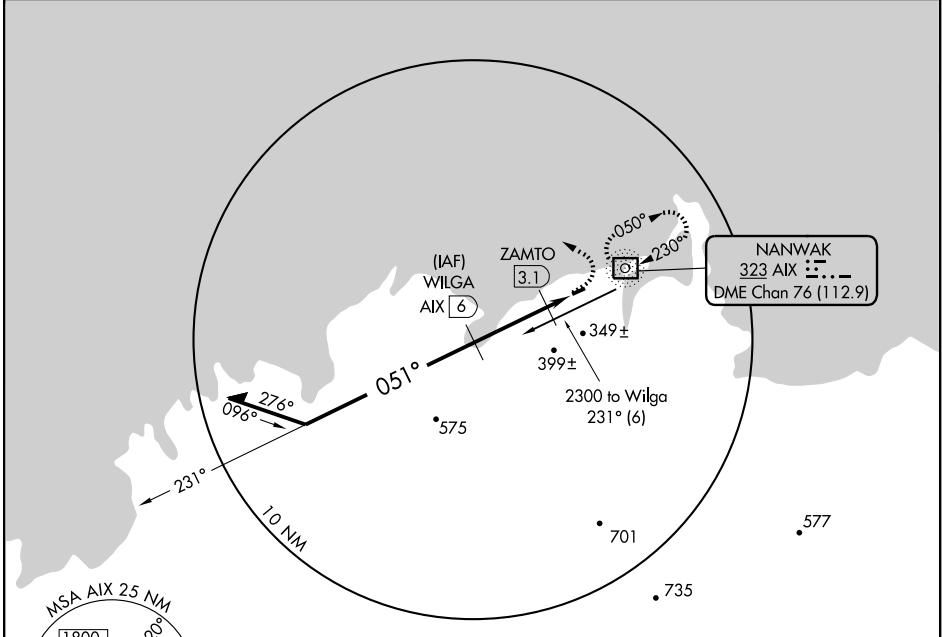 050°
230°
NANWAK
323 AIX
DME Chan 76 (112.9)
(IAF)
WILGA
AIX 6
ZAMTO
3.1
349±
399±
051°
2300 to Wilga
231° (6)
276°
096°
575
231°
10 NM
701
577
735
MSA AIX 25 NM
1800
20°